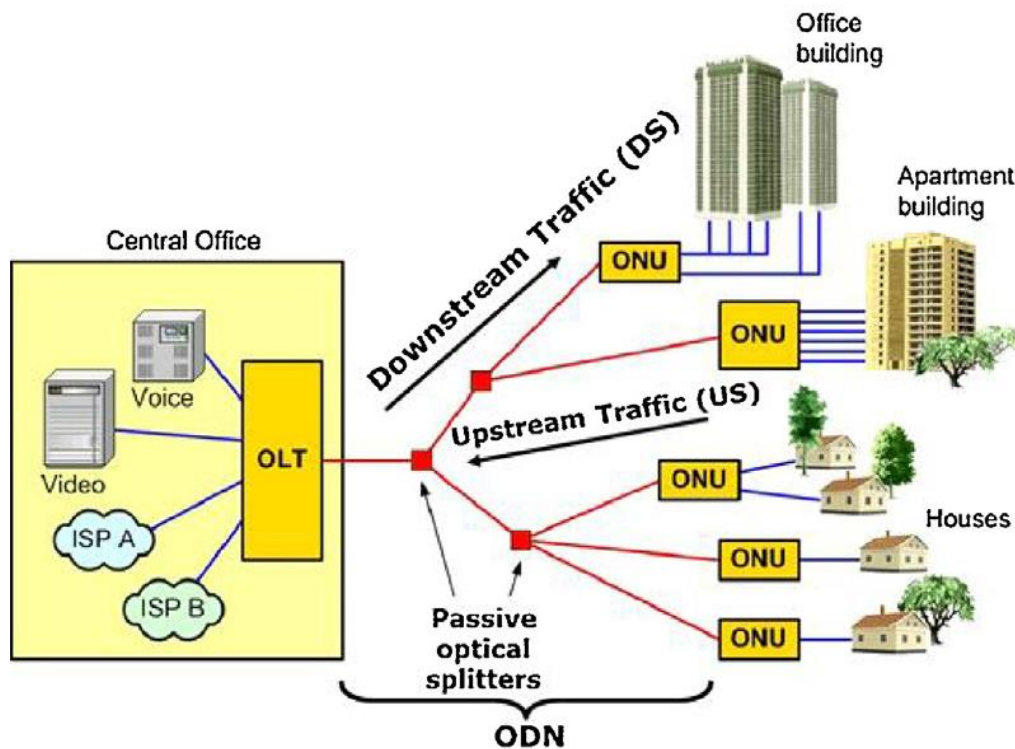 Office
building
Downstream Traffic (DS)
Apartment
building
Central Office
ONU
ONU
Voice
Upstream Traffic (US)
Video
OLT
ONU
ISP A
Houses
ONU
ISP B
Passive
optical
splitters
ONU
ODN